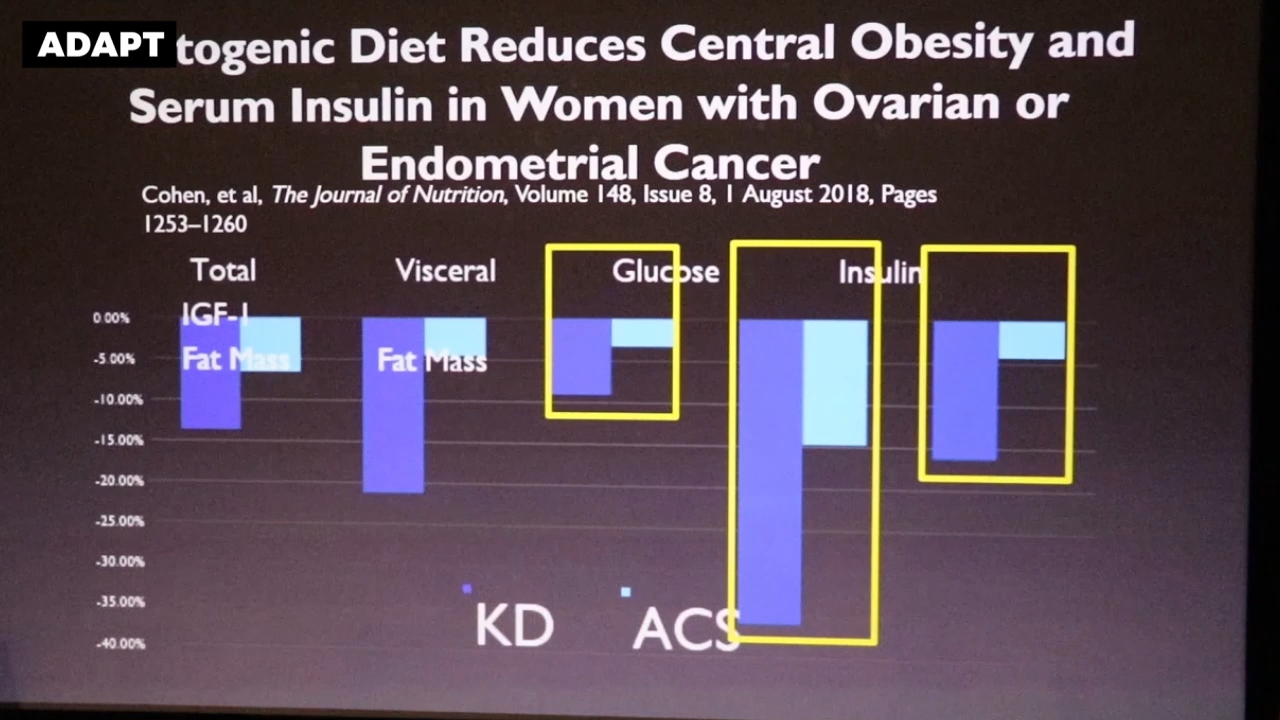 ADAPT
togenic Diet Reduces Central Obesity and
Serum Insulin in Women with Ovarian or
Endometrial Cancer
Cohen, et al, The Journal of Nutrition, Volume 148, Issue 8, 1 August 2018, Pages
1253–1260
Total Visceral Glucose Insulin
IGF-1
Fat Mass Fat Mass
0.00%
-5.00%
-10.00%
-15.00%
-20.00%
-25.00%
-30.00%
-35.00%
-40.00%
KD ACS